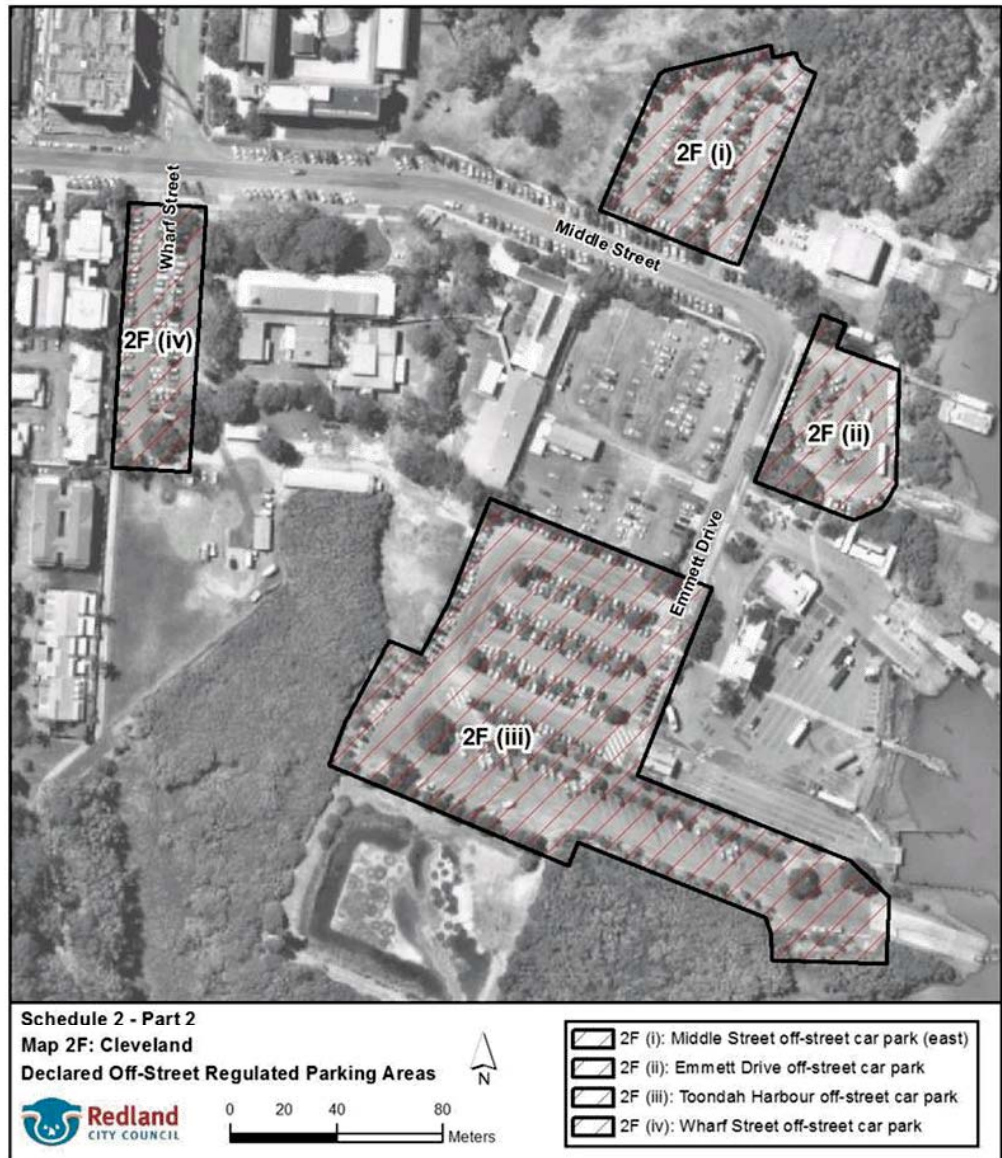 2F (i)
Wharf Street
Middle Street
2F (iv)
2F (ii)
Emmett Drive
2F (iii)
Schedule 2 - Part 2
Map 2F: Cleveland
Declared Off-Street Regulated Parking Areas
N
Redland
CITY COUNCIL
0 20 40 80
Meters
2F (i): Middle Street off-street car park (east)
2F (ii): Emmett Drive off-street car park
2F (iii): Toondah Harbour off-street car park
2F (iv): Wharf Street off-street car park